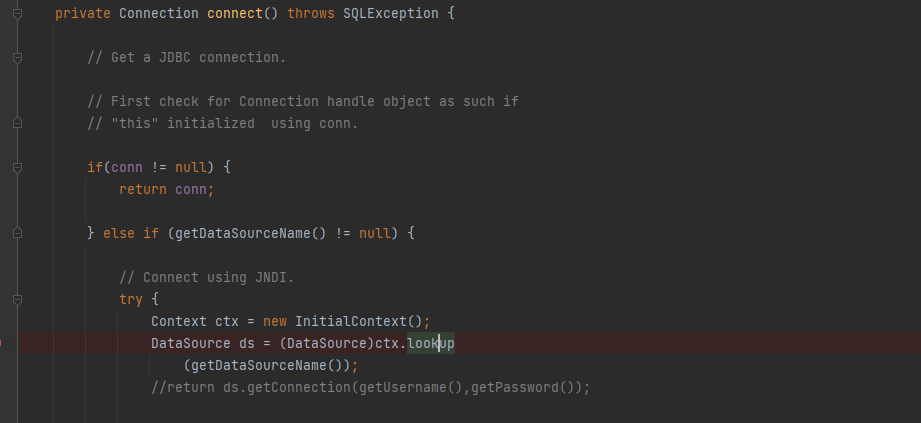 private Connection connect() throws SQLException {
// Get a JDBC connection.
// First check for Connection handle object as such if
// "this" initialized  using conn.
if(conn != null) {
return conn;
} else if (getDataSourceName() != null) {
// Connect using JNDI.
try {
Context ctx = new InitialContext();
DataSource ds = (DataSource)ctx.lookup
(getDataSourceName());
//return ds.getConnection(getUsername(),getPassword());